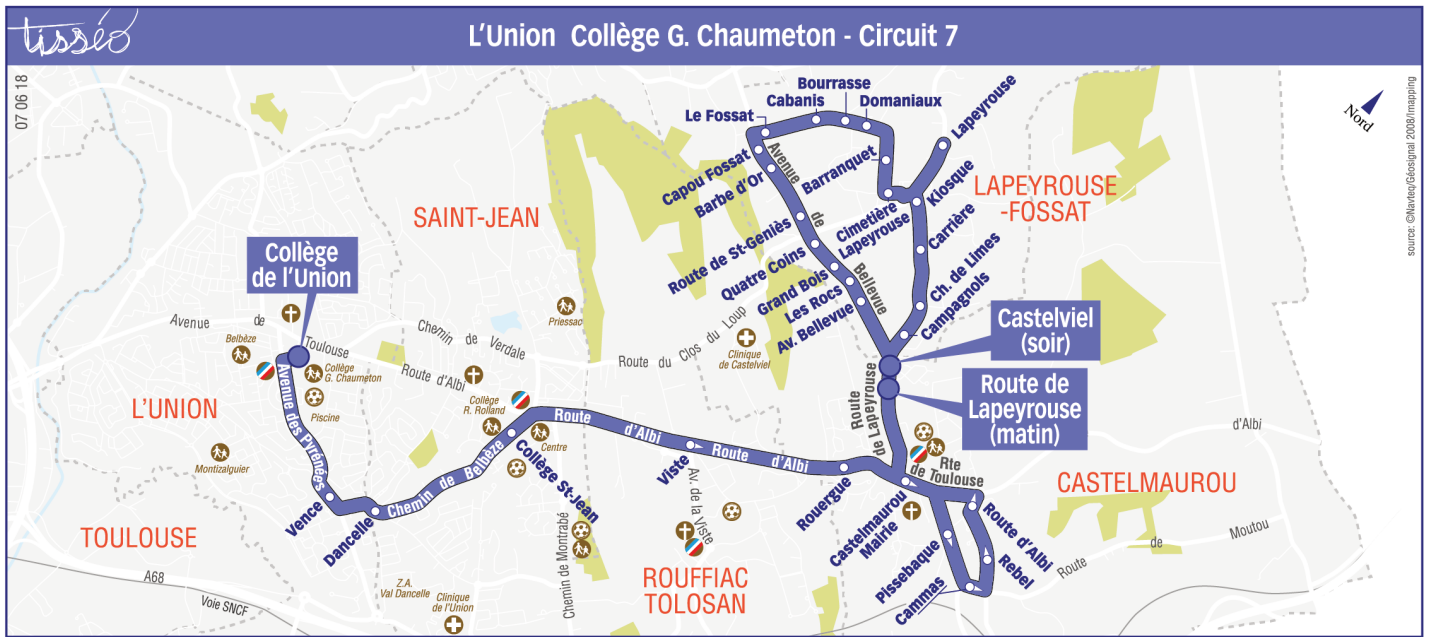 tisséo
L'Union Collège G. Chaumeton - Circuit 7
07 06 18
source: ©Navteq/Géosignal 2008/Imapping
Nord
Bourrasse
Cabanis
Domaniaux
Le Fossat
Lapeyrouse
Avenue
de
Bellevue
Capou Fossat
Barbe d'Or
Barranquet
Kiosque
LAPEYROUSE
-FOSSAT
SAINT-JEAN
Cimetière
Lapeyrouse
Carrière
Route de St-Geniès
Quatre Coins
Grand Bois
Les Rocs
Av. Bellevue
Ch. de Limes
Campagnols
Collège
de l'Union
Castelviel
(soir)
Route de
Lapeyrouse
(matin)
Avenue de
Toulouse
Belbèze
Collège
G. Chaumeton
Piscine
Priessac
Chemin de Verdale
Route d'Albi
Route du Clos du Loup
Clinique
de Castelviel
Route
de Lapeyrouse
L'UNION
Avenue des Pyrénées
Montizalguier
Collège
R. Rolland
Centre
Route d'Albi
Route d'Albi
Viste
Rouergue
Rte
de Toulouse
d'Albi
CASTELMAUROU
Vence
Dancelle
Chemin de Belbèze
Collège St-Jean
Castelmaurou
Mairie
Route d'Albi
Rebel
Pissebaque
Cammas
Route de Moutou
TOULOUSE
A68
Voie SNCF
Z.A.
Val Dancelle
Clinique
de l'Union
Chemin de Montrabé
Av. de la Viste
ROUFFIAC
TOLOSAN